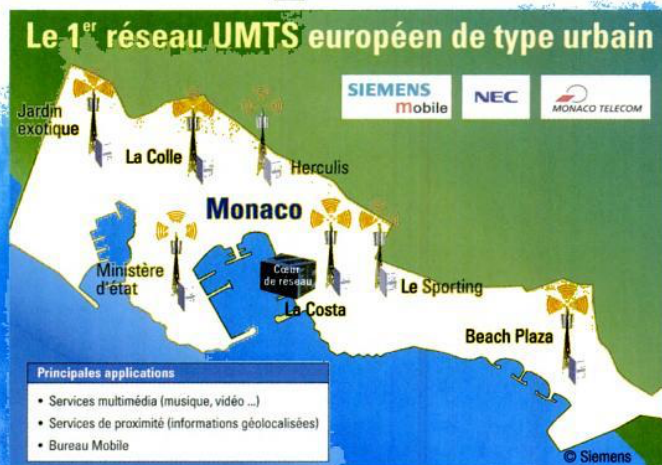 Le 1er réseau UMTS européen de type urbain
SIEMENS
mobile
NEC
MONACO TELECOM
Jardin
exotique
La Colle
Herculis
Monaco
Ministère
d'état
Cœur
de reseau
La Costa
Le Sporting
Beach Plaza
Principales applications
• Services multimédia (musique, vidéo ...)
• Services de proximité (informations géolocalisées)
• Bureau Mobile
© Siemens